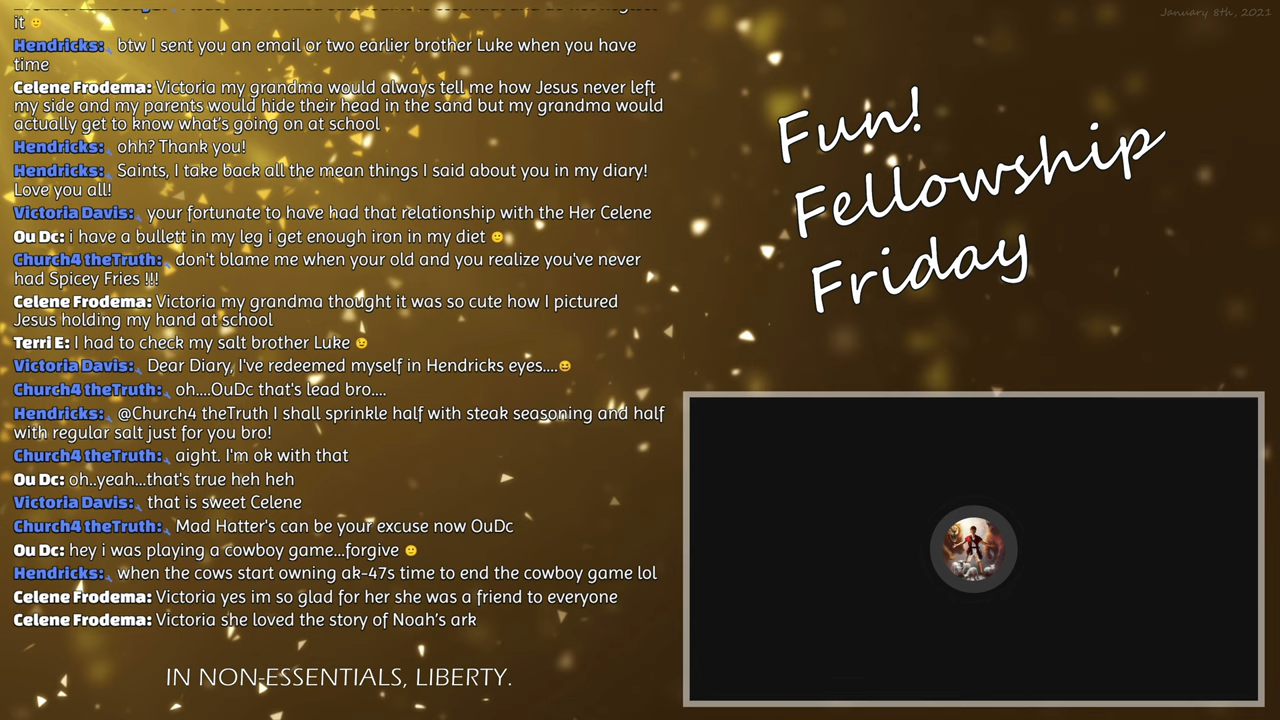 it 🙂
Hendricks: btw I sent you an email or two earlier brother Luke when you have
time
Celene Frodema: Victoria my grandma would always tell me how Jesus never left
my side and my parents would hide their head in the sand but my grandma would
actually get to know what's going on at school
Hendricks: ohh? Thank you!
Hendricks: Saints, I take back all the mean things I said about you in my diary!
Love you all!
Victoria Davis: your fortunate to have had that relationship with the Her Celene
Ou Dc: i have a bullett in my leg i get enough iron in my diet 🙂
Church4 theTruth: don't blame me when your old and you realize you've never
had Spicey Fries !!!
Celene Frodema: Victoria my grandma thought it was so cute how I pictured
Jesus holding my hand at school
Terri E: I had to check my salt brother Luke 😉
Victoria Davis: Dear Diary, I've redeemed myself in Hendricks eyes....😄
Church4 theTruth: oh....OuDc that's lead bro....
Hendricks: @Church4 theTruth I shall sprinkle half with steak seasoning and half
with regular salt just for you bro!
Church4 theTruth: aight. I'm ok with that
Ou Dc: oh..yeah...that's true heh heh
Victoria Davis: that is sweet Celene
Church4 theTruth: Mad Hatter's can be your excuse now OuDc
Ou Dc: hey i was playing a cowboy game...forgive 🙂
Hendricks: when the cows start owning ak-47s time to end the cowboy game lol
Celene Frodema: Victoria yes im so glad for her she was a friend to everyone
Celene Frodema: Victoria she loved the story of Noah's ark
IN NON-ESSENTIALS, LIBERTY.
January 8th, 2021
Fun!
Fellowship
Friday